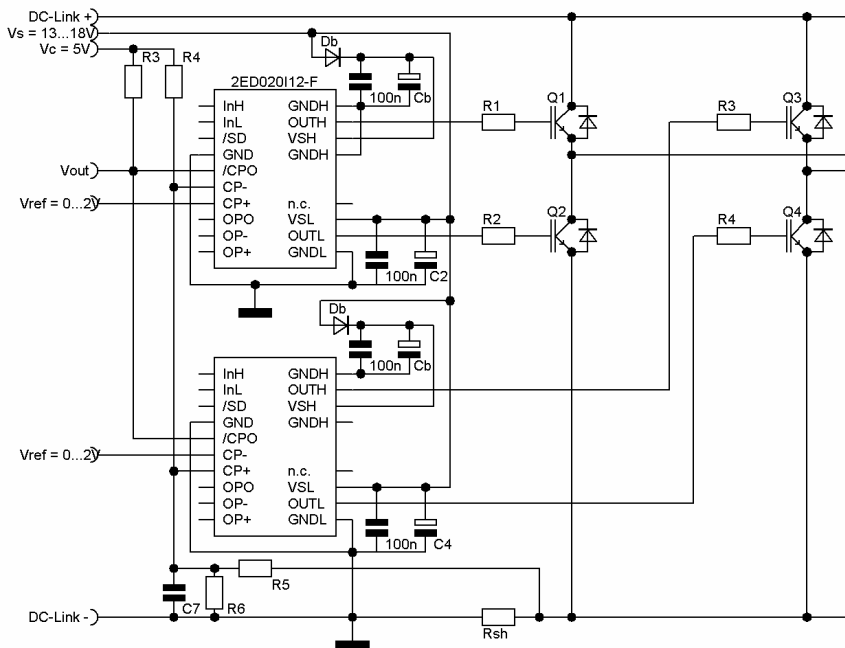 DC-Link +
Vs = 13...18V
Vc = 5V
R3
R4
Db
2ED020I12-F
100n
Cb
InH
GNDH
InL
OUTH
/SD
VSH
GND
GNDH
/CPO
CP-
CP+
n.c.
OPO
VSL
OP-
OUTL
OP+
GNDL
Vout
Vref = 0...2V
100n
C2
R1
Q1
R3
Q3
R2
Q2
R4
Q4
Db
100n
Cb
InH
GNDH
InL
OUTH
/SD
VSH
GND
GNDH
/CPO
CP-
CP+
n.c.
OPO
VSL
OP-
OUTL
OP+
GNDL
Vref = 0...2V
100n
C4
R5
C7
R6
DC-Link -
Rsh